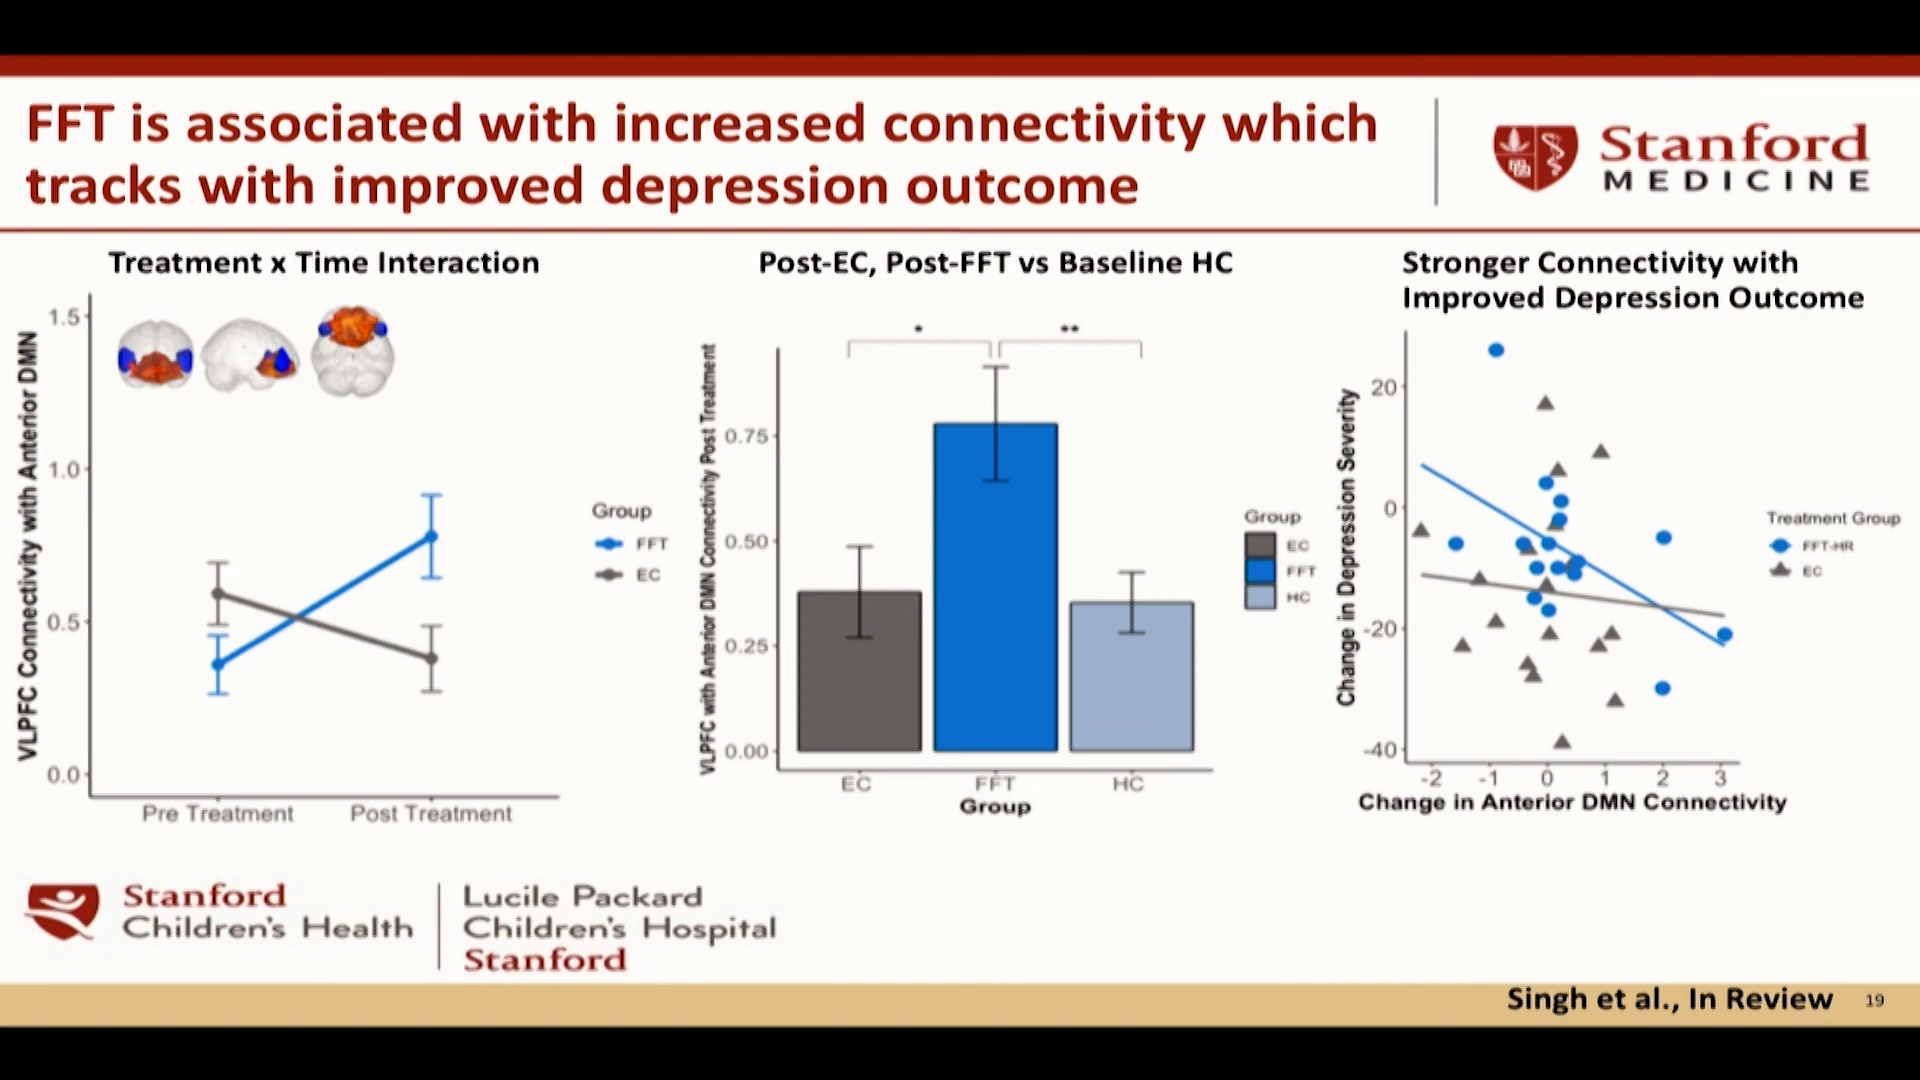 FFT is associated with increased connectivity which
tracks with improved depression outcome
Stanford
MEDICINE
Treatment x Time Interaction
VLPFC Connectivity with Anterior DMN
1.5
1.0
0.5
0.0
Pre Treatment
Post Treatment
Group
FFT
EC
Post-EC, Post-FFT vs Baseline HC
VLPFC with Anterior DMN Connectivity Post Treatment
*
**
0.75
0.50
0.25
0.00
EC
FFT
HC
Group
Group
EC
FFT
HC
Stronger Connectivity with
Improved Depression Outcome
Change in Depression Severity
20
0
-20
-40
-2
-1
0
1
2
3
Change in Anterior DMN Connectivity
Treatment Group
FFT-HR
EC
Stanford
Children's Health
Lucile Packard
Children's Hospital
Stanford
Singh et al., In Review
19